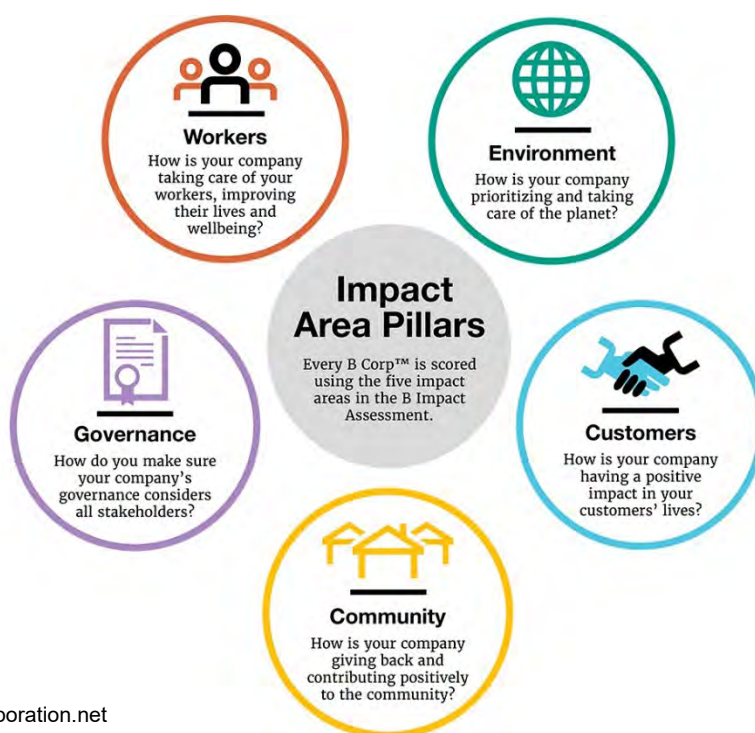 Workers
How is your company
taking care of your
workers, improving
their lives and
wellbeing?
Environment
How is your company
prioritizing and taking
care of the planet?
Impact
Area Pillars
Every B Corp™ is scored
using the five impact
areas in the B Impact
Assessment.
Governance
How do you make sure
your company's
governance considers
all stakeholders?
Customers
How is your company
having a positive
impact in your
customers' lives?
Community
How is your company
giving back and
contributing positively
to the community?
poration.net